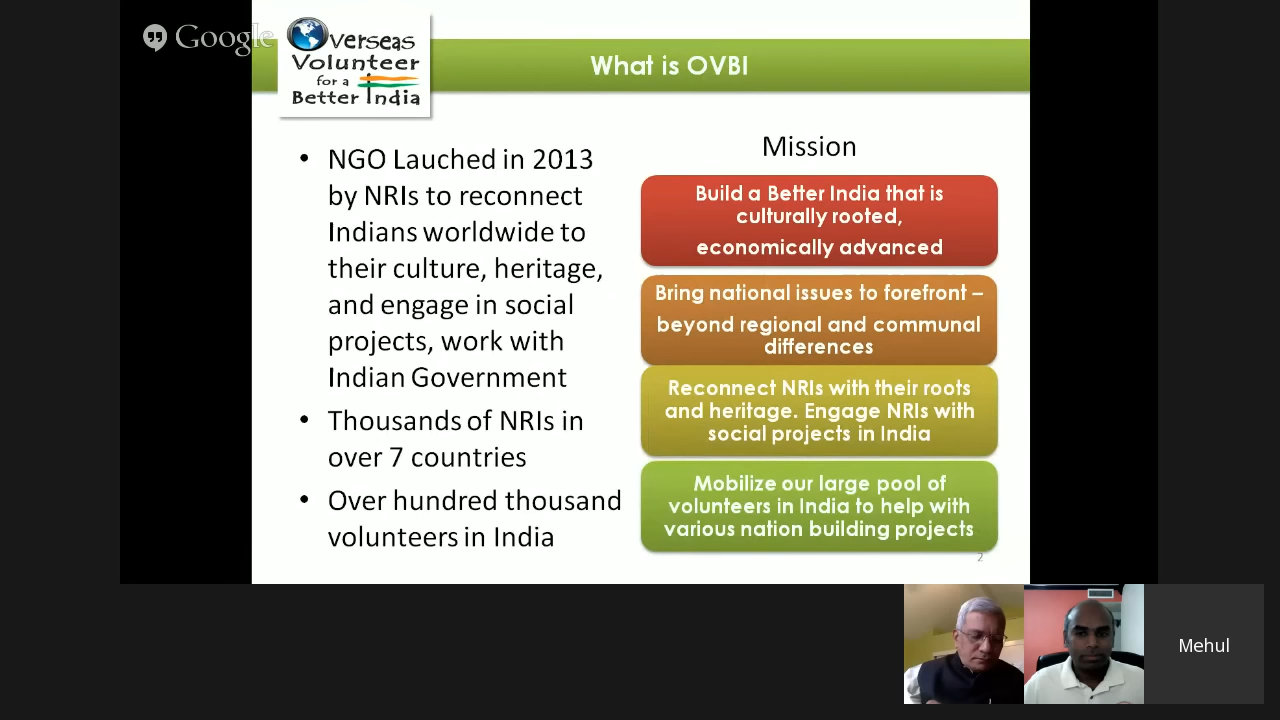 Google
Overseas
Volunteer
for a
Better India
What is OVBI
• NGO Lauched in 2013
by NRIs to reconnect
Indians worldwide to
their culture, heritage,
and engage in social
projects, work with
Indian Government
• Thousands of NRIs in
over 7 countries
• Over hundred thousand
volunteers in India
Mission
Build a Better India that is
culturally rooted,
economically advanced
Bring national issues to forefront –
beyond regional and communal
differences
Reconnect NRIs with their roots
and heritage. Engage NRIs with
social projects in India
Mobilize our large pool of
volunteers in India to help with
various nation building projects
2
Mehul